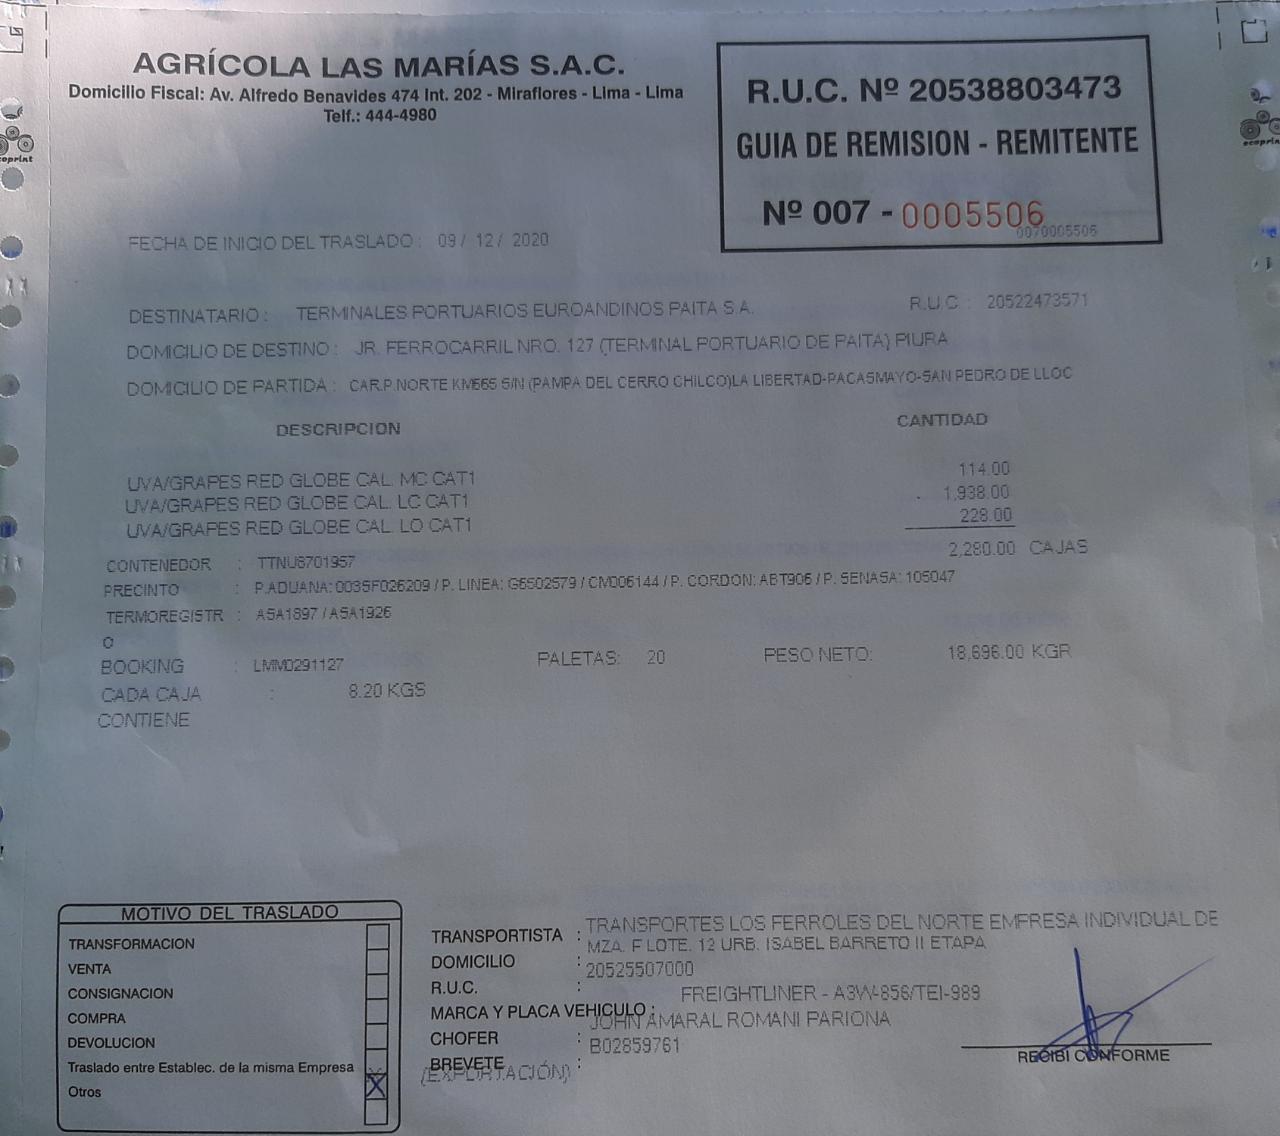 AGRÍCOLA LAS MARÍAS S.A.C.
Domicilio Fiscal: Av. Alfredo Benavides 474 Int. 202 - Miraflores - Lima - Lima
Telf.: 444-4980
R.U.C. Nº 20538803473
GUIA DE REMISION - REMITENTE
Nº 007 - 0005506
0070005506
ecoprint
ecoprint
FECHA DE INICIO DEL TRASLADO : 09 / 12 / 2020
DESTINATARIO : TERMINALES PORTUARIOS EUROANDINOS PAITA S.A. R.U.C : 20522473571
DOMICILIO DE DESTINO : JR. FERROCARRIL NRO. 127 (TERMINAL PORTUARIO DE PAITA) PIURA
DOMICILIO DE PARTIDA : CAR.P.NORTE KM665 S/N (PAMPA DEL CERRO CHILCO)LA LIBERTAD-PACASMAYO-SAN PEDRO DE LLOC
DESCRIPCION CANTIDAD
UVA/GRAPES RED GLOBE CAL. MC CAT1 114.00
UVA/GRAPES RED GLOBE CAL. LC CAT1 1,938.00
UVA/GRAPES RED GLOBE CAL. LO CAT1 228.00
2,280.00 CAJAS
CONTENEDOR : TTNU8701957
PRECINTO : P.ADUANA: 0035F026209 / P. LINEA: G6502579 / CM006144 / P. CORDON: ABT906 / P. SENASA: 105047
TERMOREGISTR : A5A1897 / A5A1926
O
BOOKING : LMM0291127 PALETAS: 20 PESO NETO: 18,696.00 KGR
CADA CAJA : 8.20 KGS
CONTIENE
MOTIVO DEL TRASLADO
TRANSFORMACION
VENTA
CONSIGNACION
COMPRA
DEVOLUCION
Traslado entre Establec. de la misma Empresa
Otros X
TRANSPORTISTA : TRANSPORTES LOS FERROLES DEL NORTE EMPRESA INDIVIDUAL DE
DOMICILIO : MZA. F LOTE. 12 URB. ISABEL BARRETO II ETAPA
R.U.C. : 20525507000
MARCA Y PLACA VEHICULO : FREIGHTLINER - A3W-856/TEI-989
CHOFER : JOHN AMARAL ROMANI PARIONA
BREVETE : B02859761
(EXPORTACIÓN)
RECIBI CONFORME